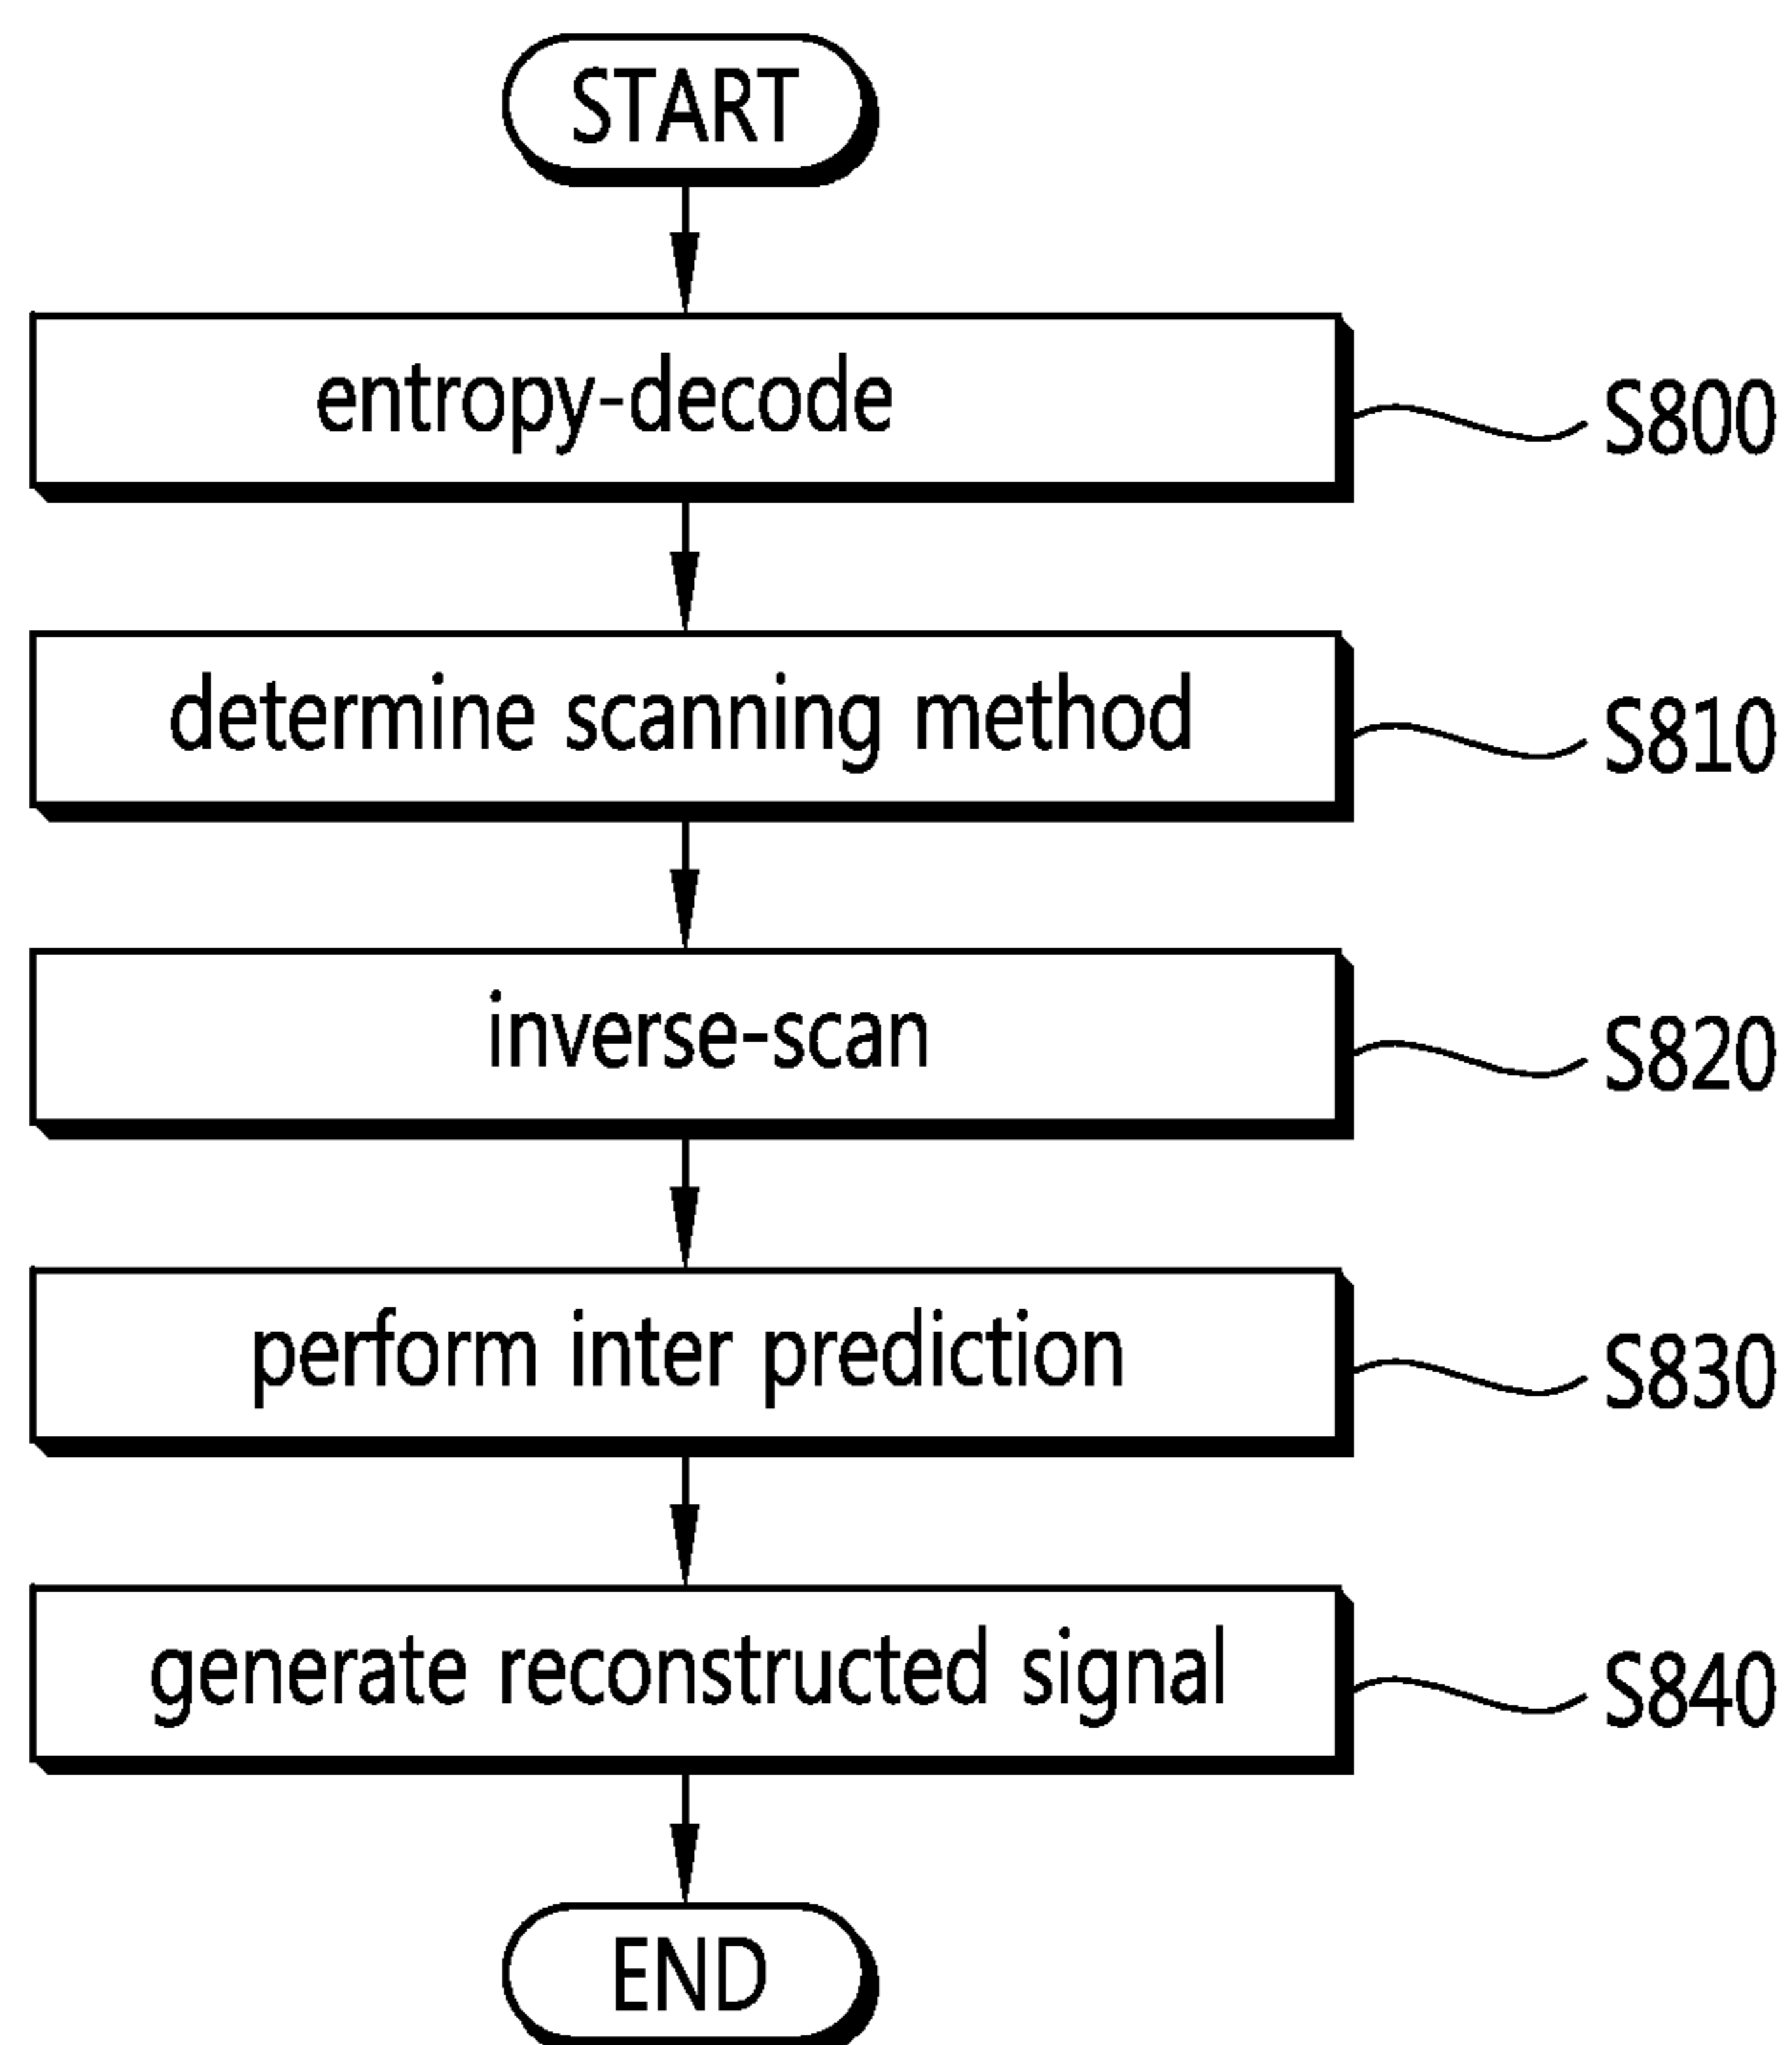 START
entropy-decode
S800
determine scanning method
S810
inverse-scan
S820
perform inter prediction
S830
generate reconstructed signal
S840
END